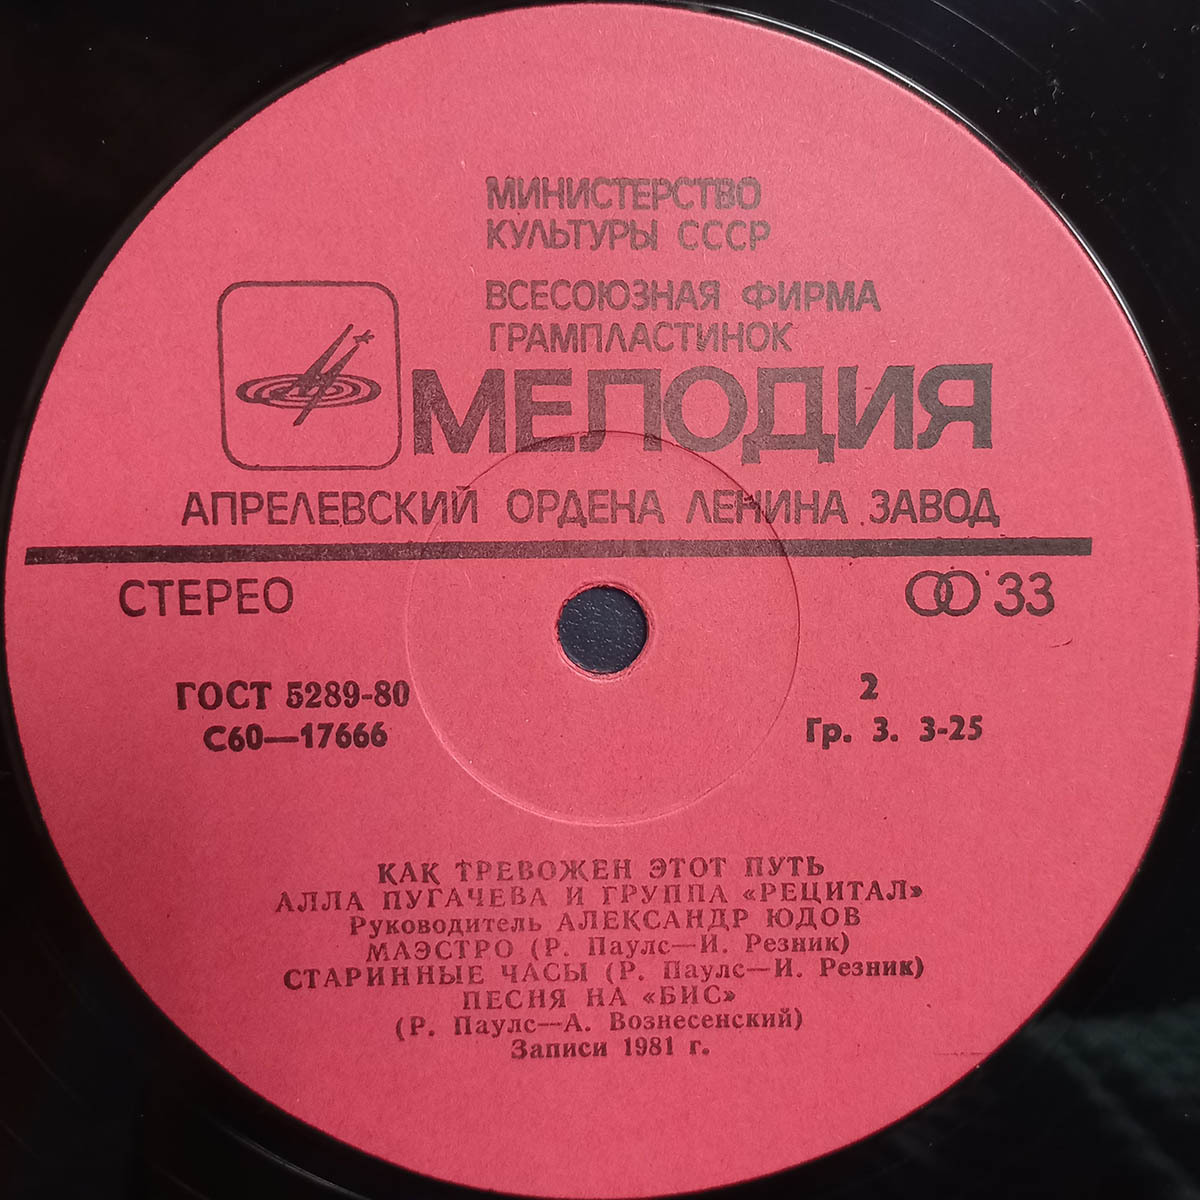 МИНИСТЕРСТВО
КУЛЬТУРЫ СССР
ВСЕСОЮЗНАЯ ФИРМА
ГРАМПЛАСТИНОК
МЕЛОДИЯ
АПРЕЛЕВСКИЙ ОРДЕНА ЛЕНИНА ЗАВОД
СТЕРЕО
33
ГОСТ 5289-80
С60—17666
2
Гр. 3. 3-25
КАК ТРЕВОЖЕН ЭТОТ ПУТЬ
АЛЛА ПУГАЧЕВА И ГРУППА «РЕЦИТАЛ»
Руководитель АЛЕКСАНДР ЮДОВ
МАЭСТРО (Р. Паулс—И. Резник)
СТАРИННЫЕ ЧАСЫ (Р. Паулс—И. Резник)
ПЕСНЯ НА «БИС»
(Р. Паулс—А. Вознесенский)
Записи 1981 г.